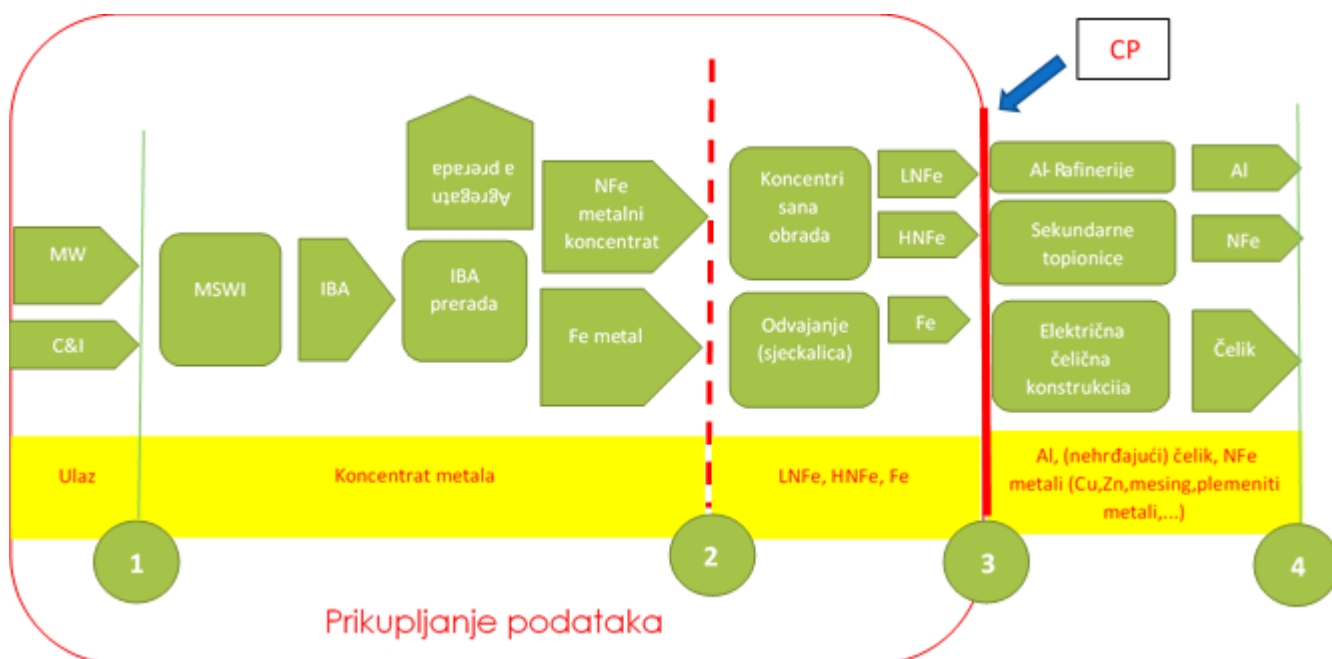 CP
MW
C&I
MSWI
IBA
Agregatn
a prerada
IBA
prerada
NFe
metalni
koncentrat
Fe metal
Koncentri
sana
obrada
Odvajanje
(sjeckalica)
LNFe
HNFe
Fe
Al-Rafinerije
Sekundarne
topionice
Električna
čelična
konstrukcija
Al
NFe
Čelik
Ulaz
Koncentrat metala
LNFe, HNFe, Fe
Al, (nehrđajući) čelik, NFe
metali (Cu,Zn,mesing,plemeniti
metali,...)
1
2
3
4
Prikupljanje podataka